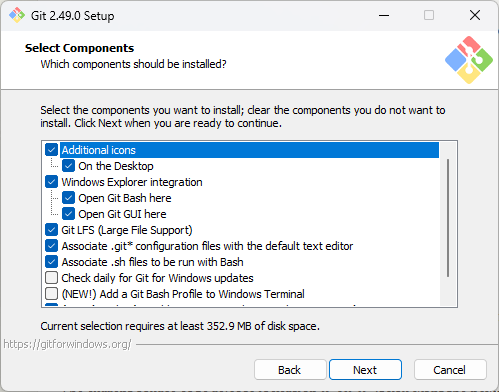 Git 2.49.0 Setup
Select Components
Which components should be installed?
Select the components you want to install; clear the components you do not want to
install. Click Next when you are ready to continue.
Additional icons
On the Desktop
Windows Explorer integration
Open Git Bash here
Open Git GUI here
Git LFS (Large File Support)
Associate .git* configuration files with the default text editor
Associate .sh files to be run with Bash
Check daily for Git for Windows updates
(NEW!) Add a Git Bash Profile to Windows Terminal
Current selection requires at least 352.9 MB of disk space.
https://gitforwindows.org/
Back
Next
Cancel